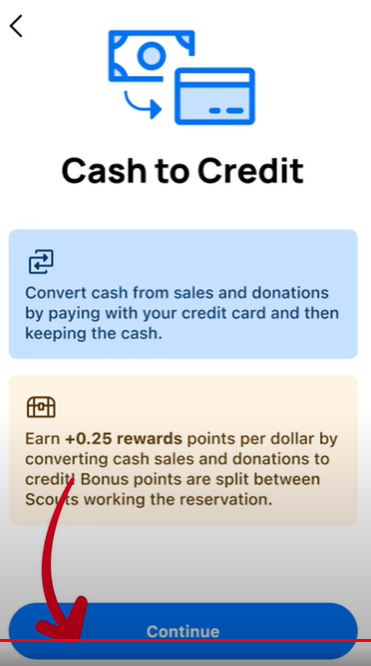 Cash to Credit
Convert cash from sales and donations
by paying with your credit card and then
keeping the cash.
Earn +0.25 rewards points per dollar by
converting cash sales and donations to
credit! Bonus points are split between
Scouts working the reservation.
Continue